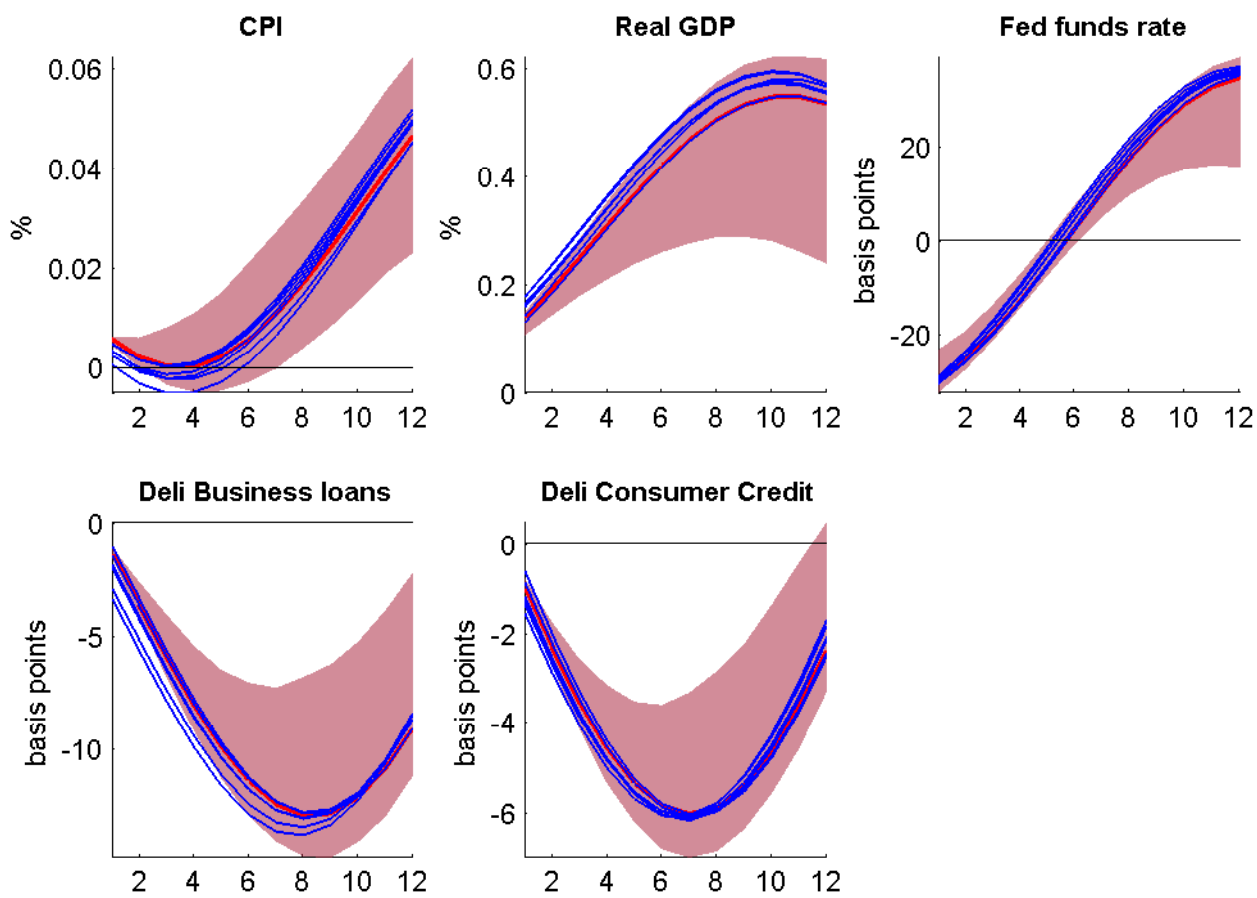 CPI
%
0.06
0.04
0.02
0
2 4 6 8 10 12
Real GDP
%
0.6
0.4
0.2
0
2 4 6 8 10 12
Fed funds rate
basis points
20
0
-20
2 4 6 8 10 12
Deli Business loans
basis points
0
-5
-10
2 4 6 8 10 12
Deli Consumer Credit
basis points
0
-2
-4
-6
2 4 6 8 10 12